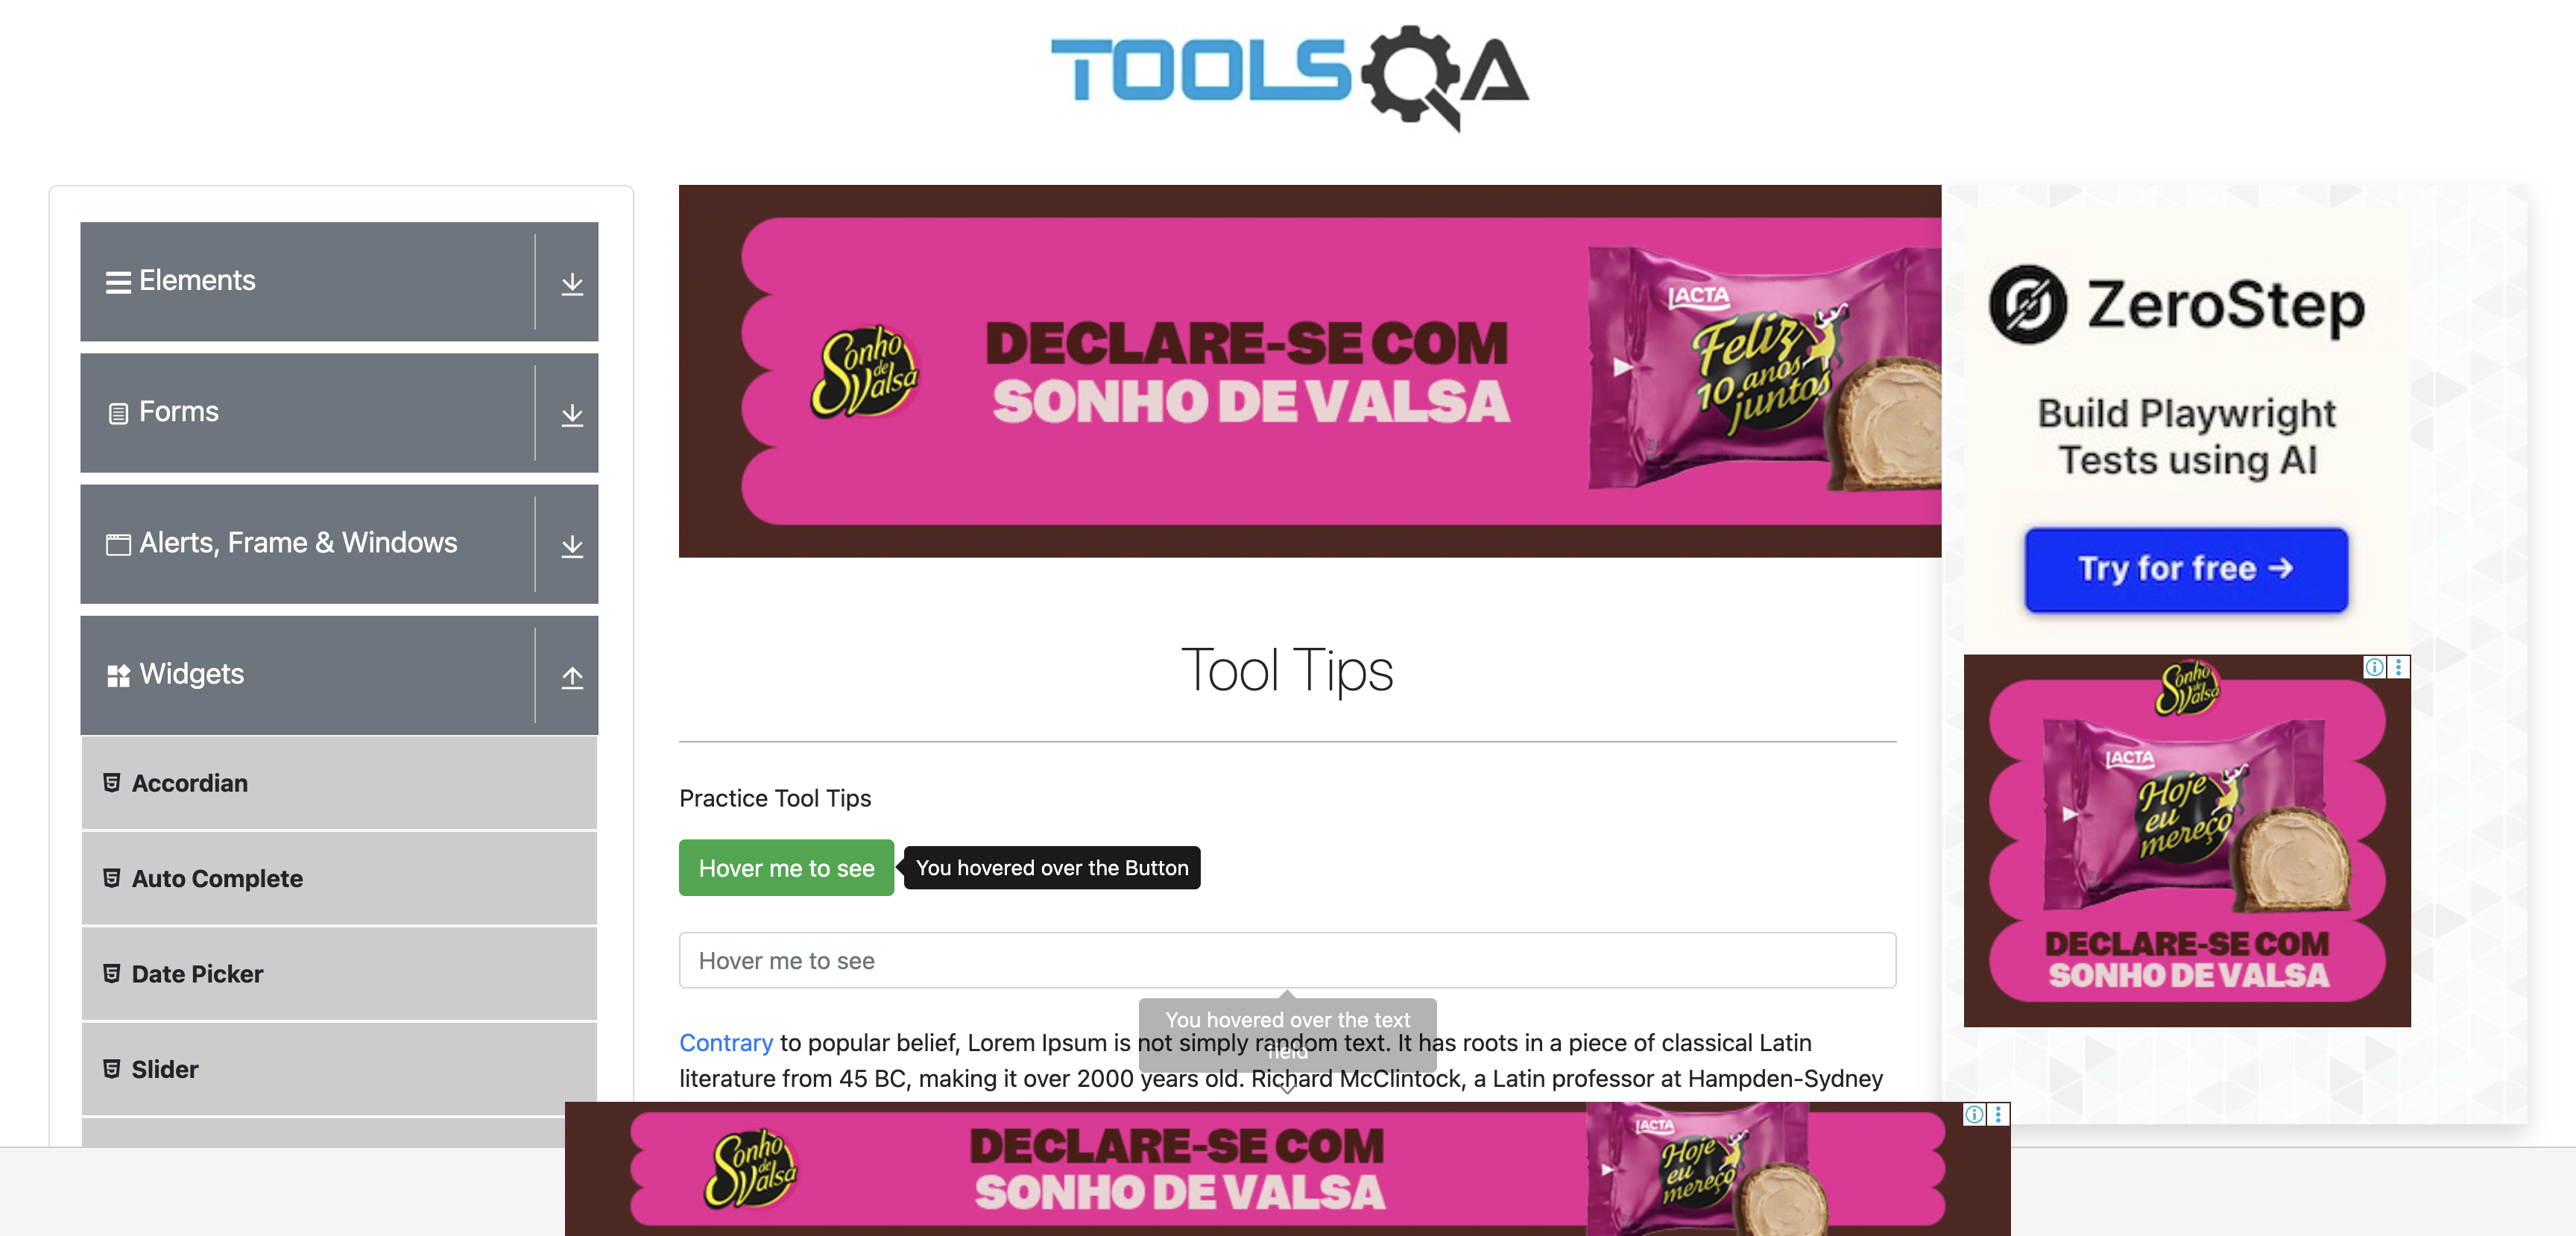 TOOLSQA
Elements
Forms
Alerts, Frame & Windows
Widgets
Accordian
Auto Complete
Date Picker
Slider
Sonho
de
Valsa
DECLARE-SE COM
SONHO DE VALSA
LACTA
Feliz
10 anos
juntos
Tool Tips
Practice Tool Tips
Hover me to see
You hovered over the Button
Hover me to see
You hovered over the text
field
Contrary to popular belief, Lorem Ipsum is not simply random text. It has roots in a piece of classical Latin
literature from 45 BC, making it over 2000 years old. Richard McClintock, a Latin professor at Hampden-Sydney
ZeroStep
Build Playwright
Tests using AI
Try for free →
Sonho
de
Valsa
LACTA
Hoje
eu
mereço
DECLARE-SE COM
SONHO DE VALSA
Sonho
de
Valsa
DECLARE-SE COM
SONHO DE VALSA
LACTA
Hoje
eu
mereço